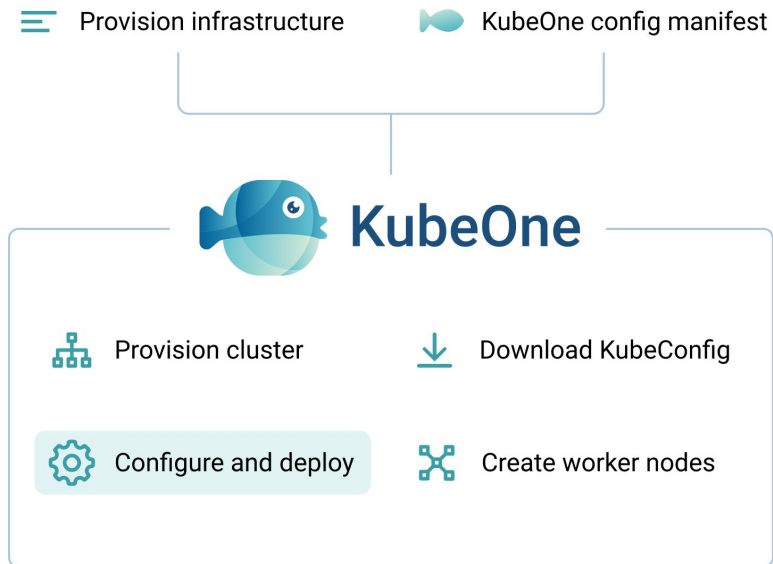 Provision infrastructure
KubeOne config manifest
KubeOne
Provision cluster
Download KubeConfig
Configure and deploy
Create worker nodes